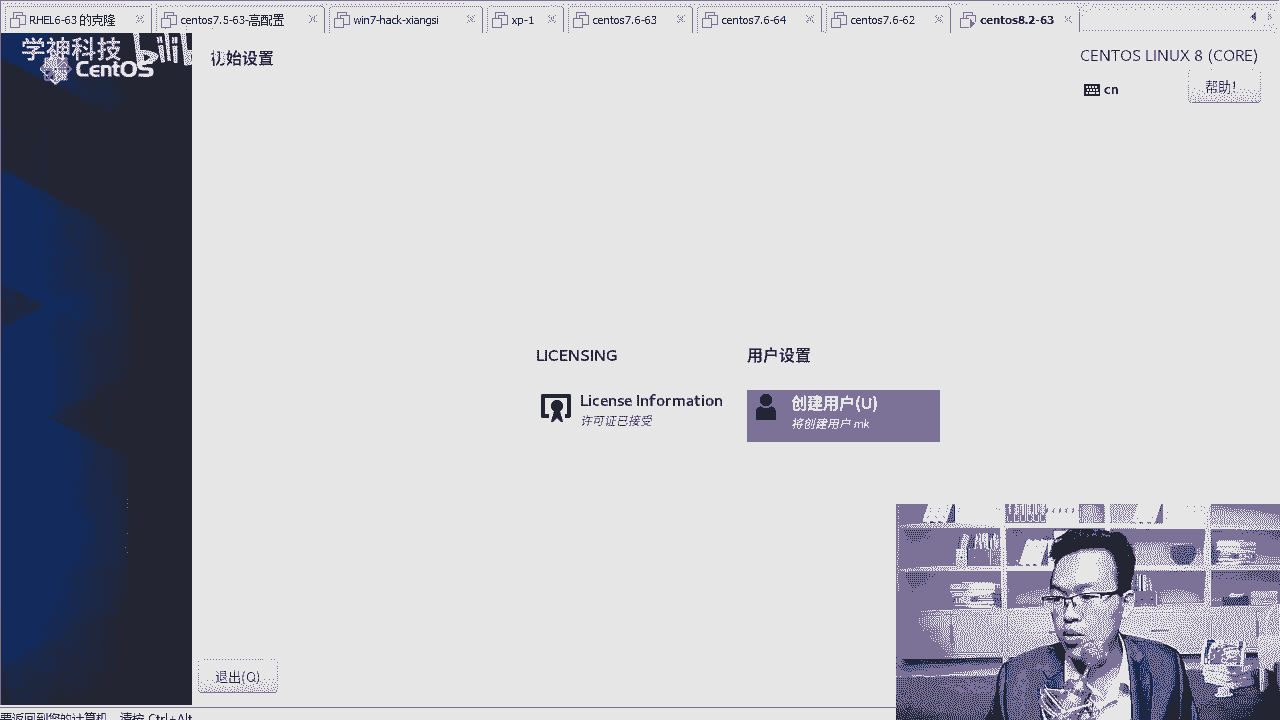 RHEL6-63 的克隆
centos7.5-63-高配置
win7-hack-xiangsi
xp-1
centos7.6-63
centos7.6-64
centos7.6-62
centos8.2-63
学神科技
bilib
CentOS
初始设置
CENTOS LINUX 8 (CORE)
cn
帮助!
LICENSING
用户设置
License Information
许可证已接受
创建用户(U)
将创建用户 mk
退出(Q)
要返回到您的计算机，请按 Ctrl+Alt